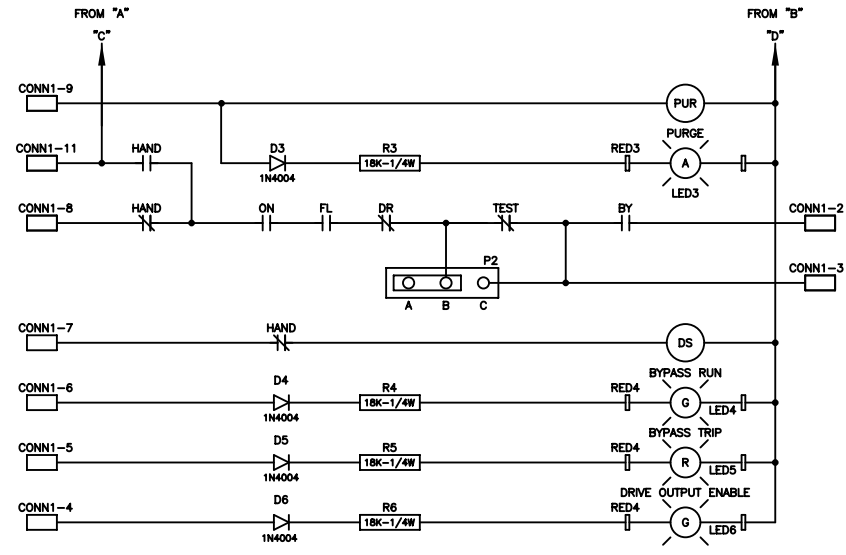 FROM "A" FROM "B"
"C" "D"
CONN1-9
PUR
PURGE
CONN1-11 HAND D3 R3 RED3
18K-1/4W A
1N4004
LED3
CONN1-8 HAND ON FL DR TEST BY CONN1-2
P2 CONN1-3
A B C
CONN1-7 HAND
DS
BYPASS RUN
CONN1-6 D4 R4 RED4
18K-1/4W G LED4
1N4004
BYPASS TRIP
CONN1-5 D5 R5 RED4
18K-1/4W R LED5
1N4004
DRIVE OUTPUT ENABLE
CONN1-4 D6 R6 RED4
18K-1/4W G LED6
1N4004